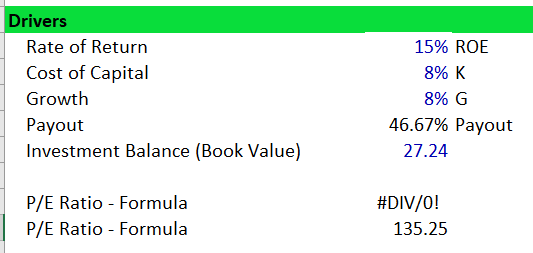 Drivers
Rate of Return 15% ROE
Cost of Capital 8% K
Growth 8% G
Payout 46.67% Payout
Investment Balance (Book Value) 27.24
P/E Ratio - Formula #DIV/0!
P/E Ratio - Formula 135.25